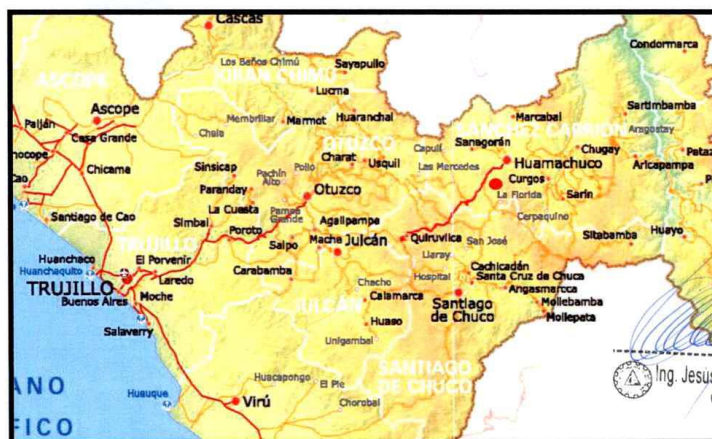 Cascas
Condormarca
Los Baños Chimú
Sayapullo
GRAN CHIMÚ
ASCOPE
Lucma
Ascope
Membrillar
Marmot
Huaranchal
Marcabal
Sartimbamba
SÁNCHEZ CARRIÓN
Aragostay
Paiján
Casa Grande
Chala
OTUZCO
Capulí
Sanagorán
Chugay
Pataz
Chicama
Sinsicap
Pachín Alto
Pollo
Charat
Usquil
Las Mercedes
Huamachuco
Aricapampa
Cao
Paranday
Otuzco
Curgos
La Florida
Sarín
Santiago de Cao
La Cuesta
Pampa Grande
Cerpaquino
Simbal
Poroto
Agallpampa
Quiruvilca
San José
Sitabamba
Huayo
TRUJILLO
Salpo
Mache
Julcán
Llaray
Huanchaco
El Porvenir
Huanchaquito
Laredo
Carabamba
Chacho
Hospital
Cachicadán
Santa Cruz de Chuca
TRUJILLO
Angasmarca
Buenos Aires
Moche
JULCÁN
Calamarca
Santiago de Chuco
Mollebamba
Mollepata
Salaverry
Huaso
Unigambal
SANTIAGO DE CHUCO
Ing. Jesús
Huacapongo
El Pie
ANO
Huauque
Virú
Chorobal
FICO